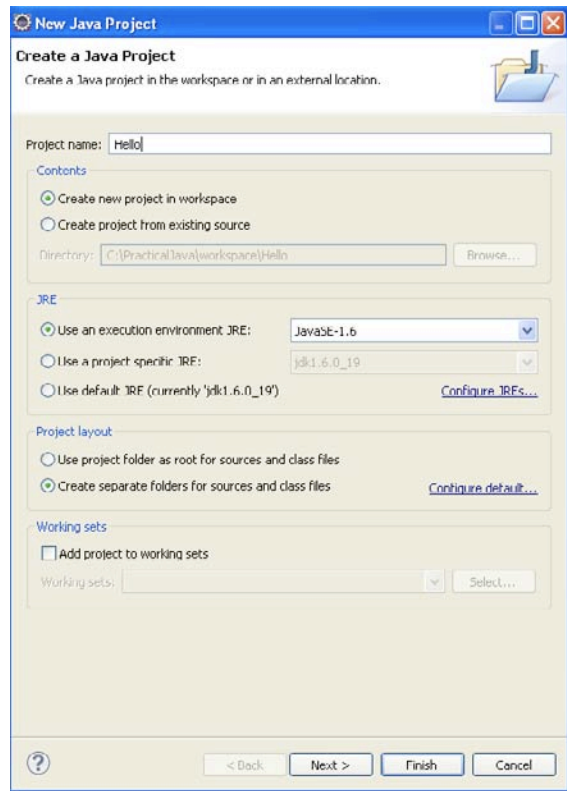 New Java Project
Create a Java Project
Create a Java project in the workspace or in an external location.
Project name: Hello
Contents
Create new project in workspace
Create project from existing source
Directory: C:\PracticalJava\workspace\Hello Browse...
JRE
Use an execution environment JRE: JavaSE-1.6
Use a project specific JRE: jdk1.6.0_19
Use default JRE (currently 'jdk1.6.0_19') Configure JREs...
Project layout
Use project folder as root for sources and class files
Create separate folders for sources and class files Configure default...
Working sets
Add project to working sets
Working sets: Select...
? < Back Next > Finish Cancel